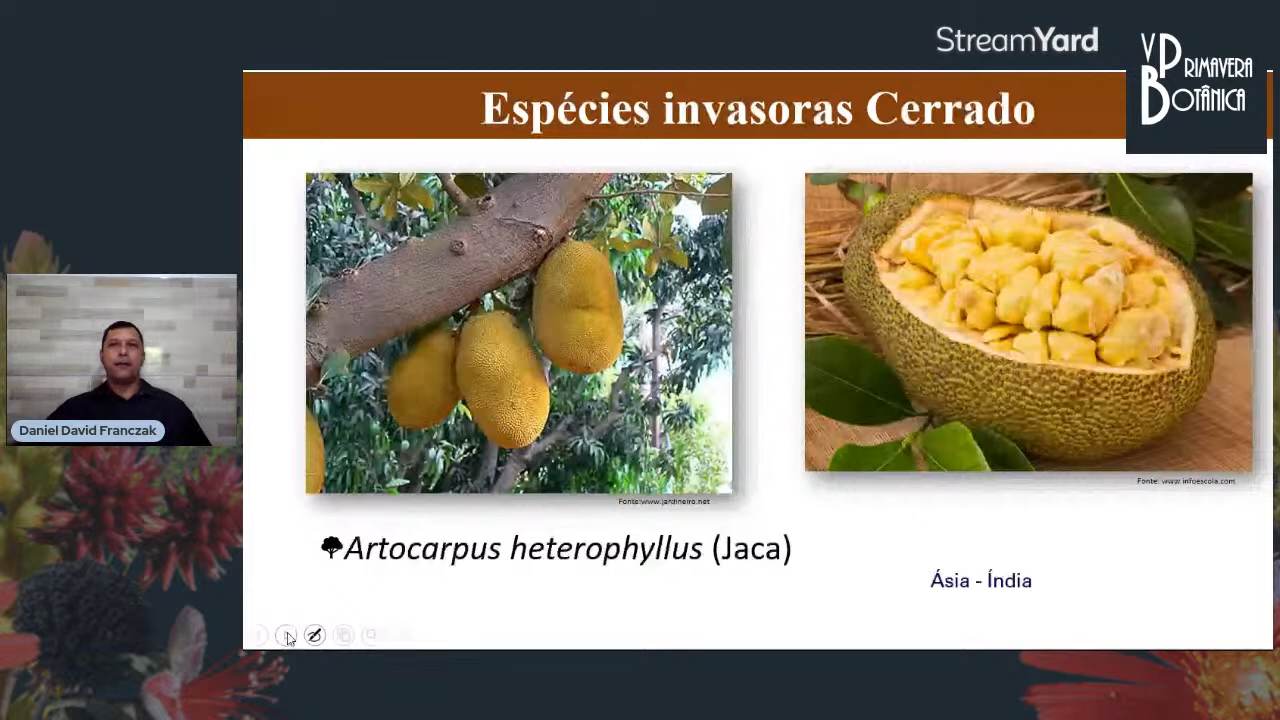 StreamYard
V PRIMAVERA
BOTÂNICA
Espécies invasoras Cerrado
Daniel David Franczak
Fonte:www.jardineiro.net
Fonte: www.infoescola.com
Artocarpus heterophyllus (Jaca)
Ásia - Índia